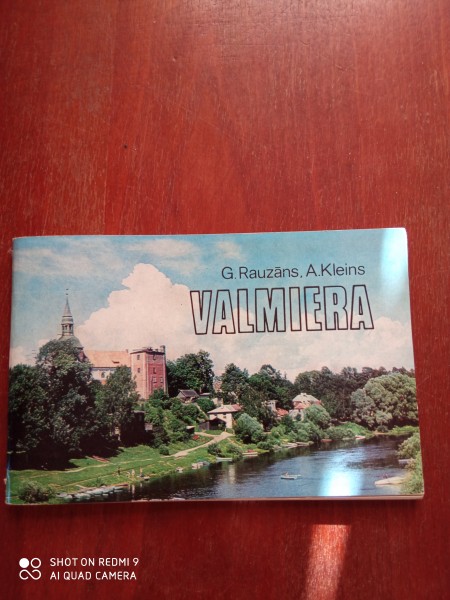 G. Rauzāns, A.Kleins
VALMIERA
SHOT ON REDMI 9
AI QUAD CAMERA